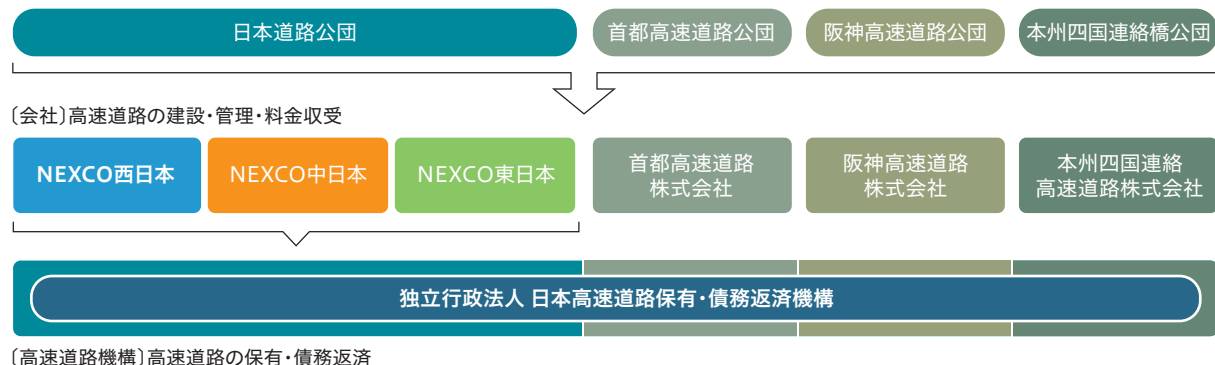 日本道路公団
首都高速道路公団
阪神高速道路公団
本州四国連絡橋公団
〔会社〕高速道路の建設・管理・料金収受
NEXCO西日本
NEXCO中日本
NEXCO東日本
首都高速道路
株式会社
阪神高速道路
株式会社
本州四国連絡
高速道路株式会社
独立行政法人 日本高速道路保有・債務返済機構
〔高速道路機構〕高速道路の保有・債務返済